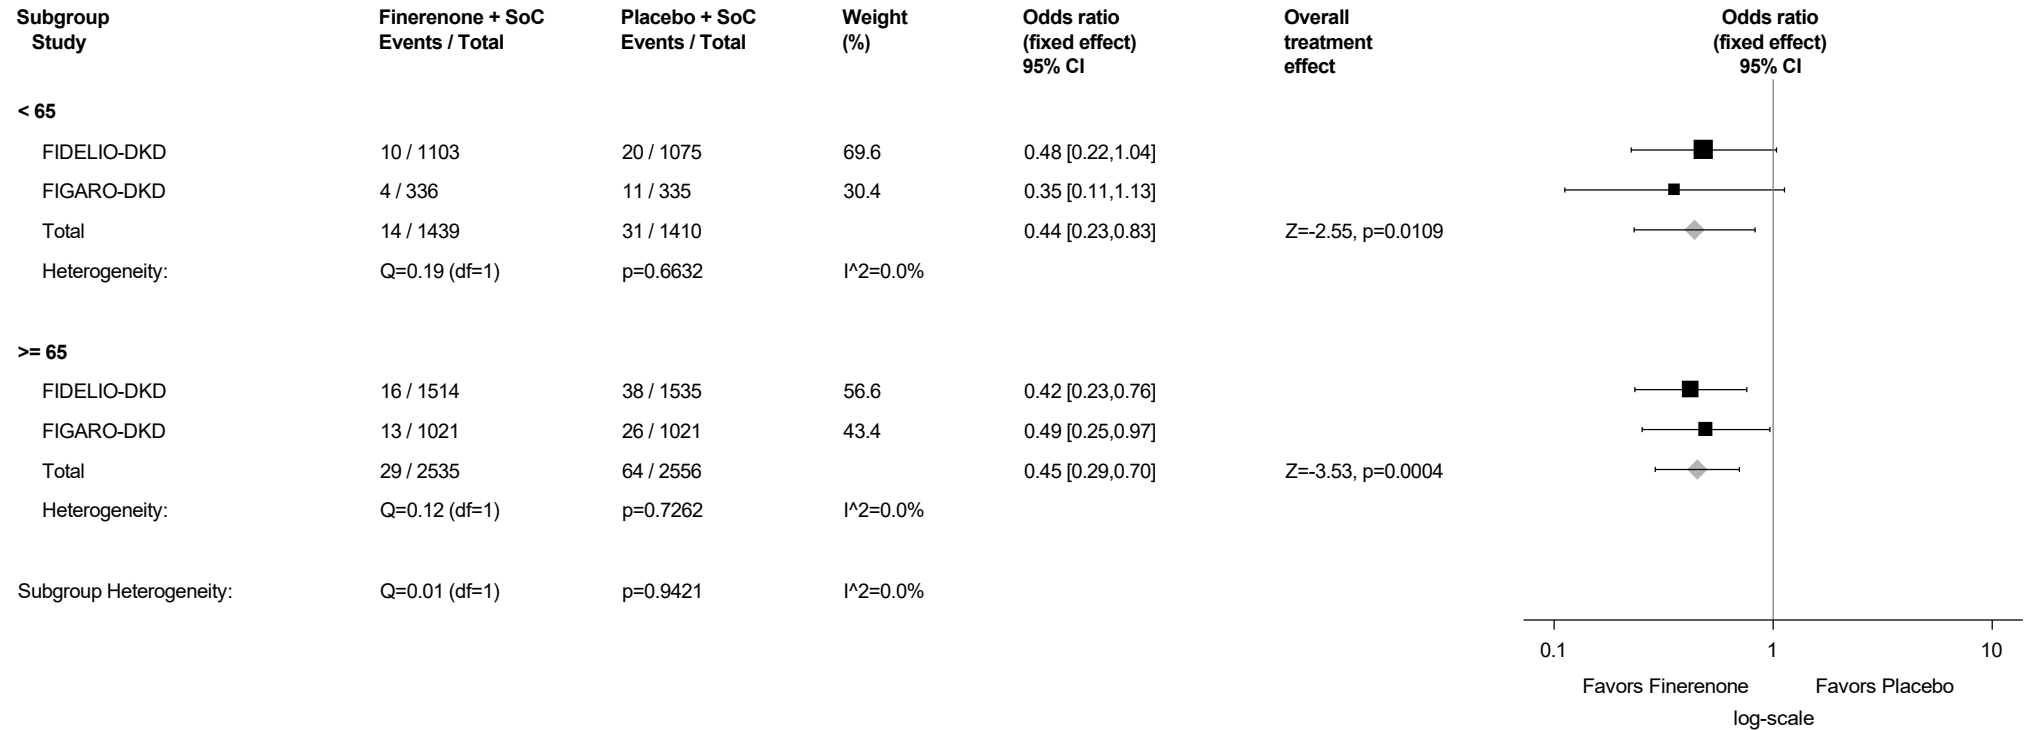 Subgroup Finerenone + SoC Placebo + SoC Weight Odds ratio Overall Odds ratio
Study Events / Total Events / Total (%) (fixed effect) treatment (fixed effect)
95% CI effect 95% CI
< 65
FIDELIO-DKD 10 / 1103 20 / 1075 69.6 0.48 [0.22,1.04]
FIGARO-DKD 4 / 336 11 / 335 30.4 0.35 [0.11,1.13]
Total 14 / 1439 31 / 1410 0.44 [0.23,0.83] Z=-2.55, p=0.0109
Heterogeneity: Q=0.19 (df=1) p=0.6632 I^2=0.0%
>= 65
FIDELIO-DKD 16 / 1514 38 / 1535 56.6 0.42 [0.23,0.76]
FIGARO-DKD 13 / 1021 26 / 1021 43.4 0.49 [0.25,0.97]
Total 29 / 2535 64 / 2556 0.45 [0.29,0.70] Z=-3.53, p=0.0004
Heterogeneity: Q=0.12 (df=1) p=0.7262 I^2=0.0%
Subgroup Heterogeneity: Q=0.01 (df=1) p=0.9421 I^2=0.0%
0.1 1 10
Favors Finerenone Favors Placebo
log-scale